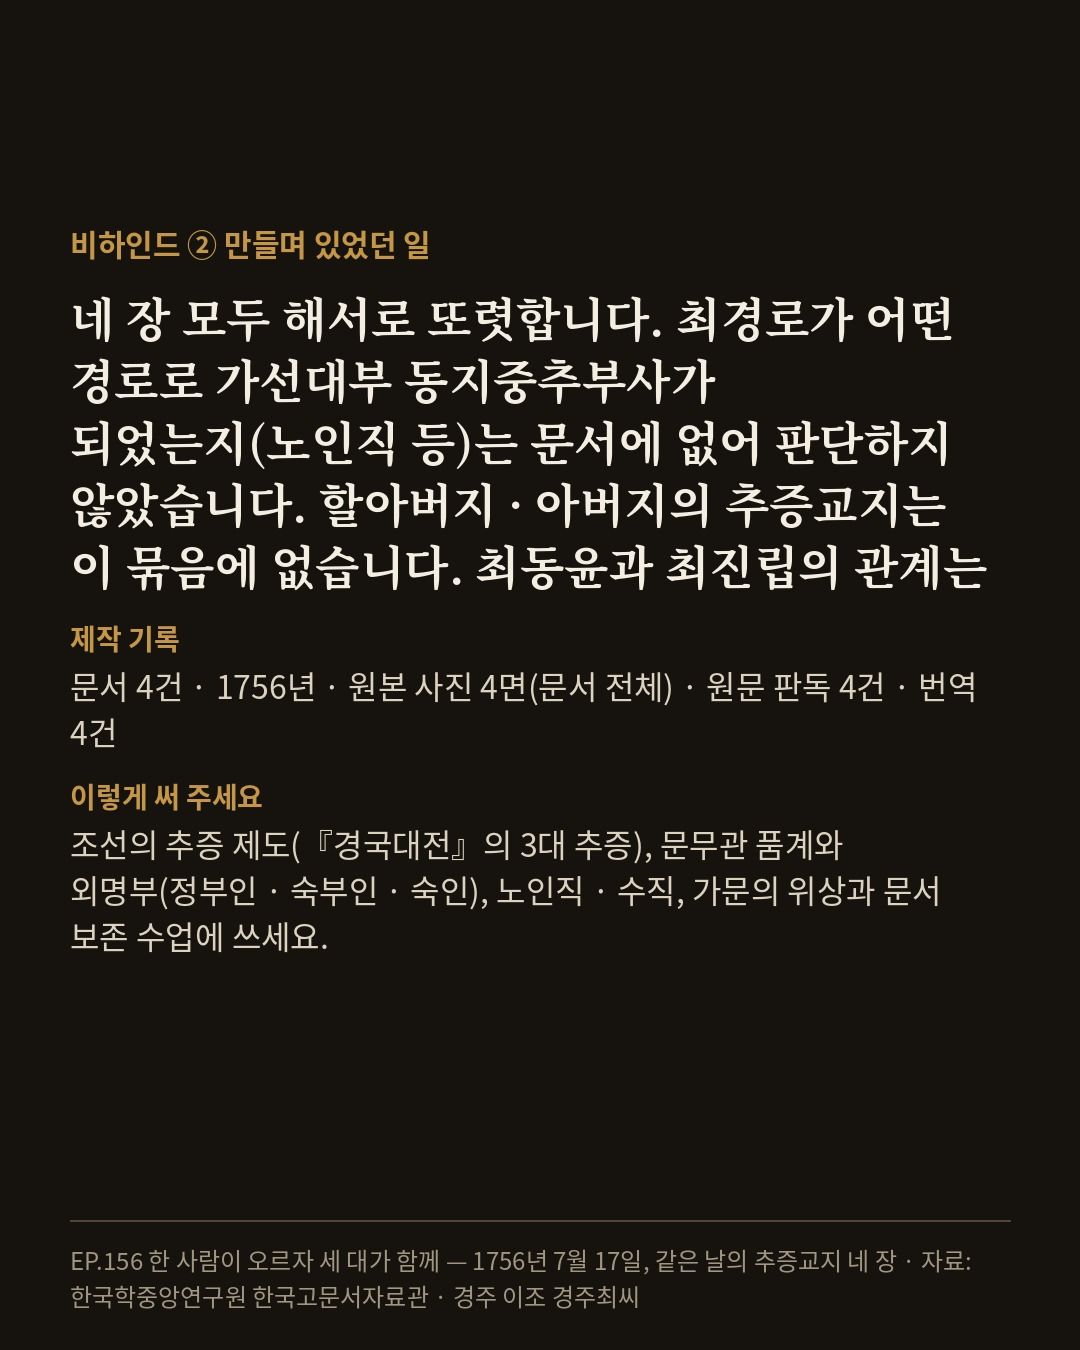 비하인드 ② 만들며 있었던 일
네 장 모두 해서로 또렷합니다. 최경로가 어떤
경로로 가선대부 동지중추부사가
되었는지(노인직 등)는 문서에 없어 판단하지
않았습니다. 할아버지 · 아버지의 추증교지는
이 묶음에 없습니다. 최동윤과 최진립의 관계는
제작 기록
문서 4건 · 1756년 · 원본 사진 4면(문서 전체) · 원문 판독 4건 · 번역
4건
이렇게 써 주세요
조선의 추증 제도(『경국대전』의 3대 추증), 문무관 품계와
외명부(정부인 · 숙부인 · 숙인), 노인직 · 수직, 가문의 위상과 문서
보존 수업에 쓰세요.
EP.156 한 사람이 오르자 세 대가 함께 — 1756년 7월 17일, 같은 날의 추증교지 네 장 · 자료:
한국학중앙연구원 한국고문서자료관 · 경주 이조 경주최씨